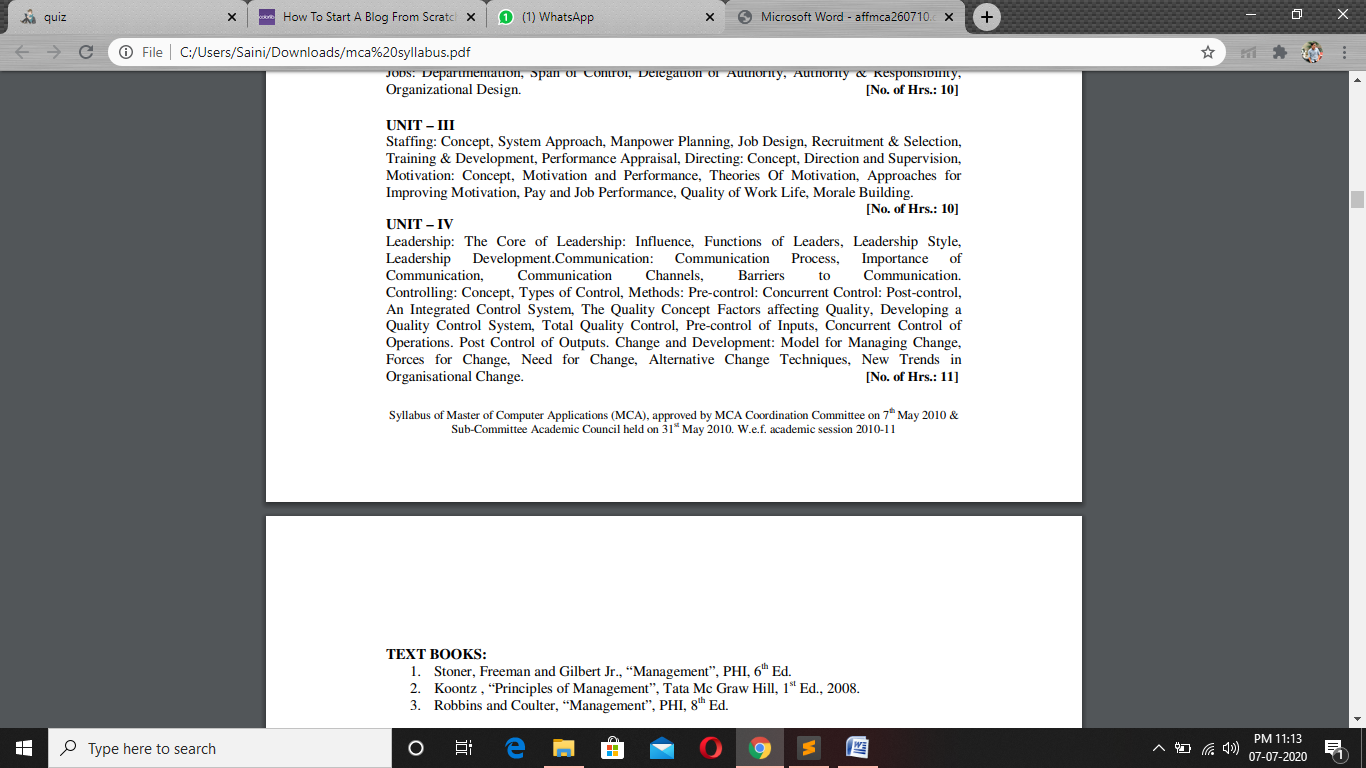 quiz
How To Start A Blog From Scratc
(1) WhatsApp
Microsoft Word - affmca260710.
File C:/Users/Saini/Downloads/mca%20syllabus.pdf
Jobs: Departmentation, Span of Control, Delegation of Authority, Authority & Responsibility,
Organizational Design. [No. of Hrs.: 10]
UNIT – III
Staffing: Concept, System Approach, Manpower Planning, Job Design, Recruitment & Selection,
Training & Development, Performance Appraisal, Directing: Concept, Direction and Supervision,
Motivation: Concept, Motivation and Performance, Theories Of Motivation, Approaches for
Improving Motivation, Pay and Job Performance, Quality of Work Life, Morale Building.
[No. of Hrs.: 10]
UNIT – IV
Leadership: The Core of Leadership: Influence, Functions of Leaders, Leadership Style,
Leadership Development.Communication: Communication Process, Importance of
Communication, Communication Channels, Barriers to Communication.
Controlling: Concept, Types of Control, Methods: Pre-control: Concurrent Control: Post-control,
An Integrated Control System, The Quality Concept Factors affecting Quality, Developing a
Quality Control System, Total Quality Control, Pre-control of Inputs, Concurrent Control of
Operations. Post Control of Outputs. Change and Development: Model for Managing Change,
Forces for Change, Need for Change, Alternative Change Techniques, New Trends in
Organisational Change. [No. of Hrs.: 11]
Syllabus of Master of Computer Applications (MCA), approved by MCA Coordination Committee on 7th May 2010 &
Sub-Committee Academic Council held on 31st May 2010. W.e.f. academic session 2010-11
TEXT BOOKS:
1. Stoner, Freeman and Gilbert Jr., “Management”, PHI, 6th Ed.
2. Koontz , “Principles of Management”, Tata Mc Graw Hill, 1st Ed., 2008.
3. Robbins and Coulter, “Management”, PHI, 8th Ed.
Type here to search
PM 11:13
07-07-2020
1